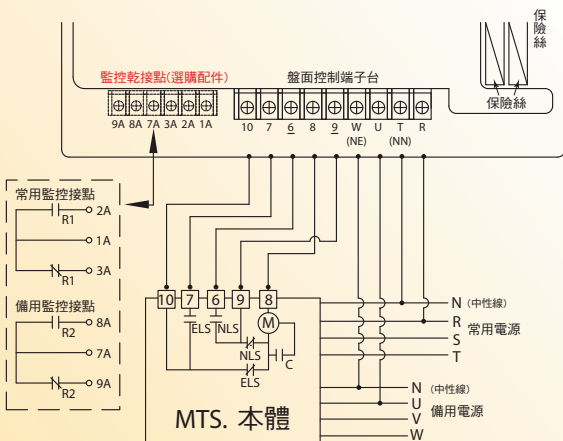 保險絲
監控乾接點(選購配件)
盤面控制端子台
保險絲
9A 8A 7A 3A 2A 1A
10 7 6 8 9 W U T R
(NE) (NN)
常用監控接點
R1 2A
1A
R1 3A
備用監控接點
R2 8A
7A
R2 9A
10 7 6 9 8
ELS NLS M
NLS
C
ELS
MTS. 本體
N (中性線)
R 常用電源
S
T
N (中性線)
U 備用電源
V
W